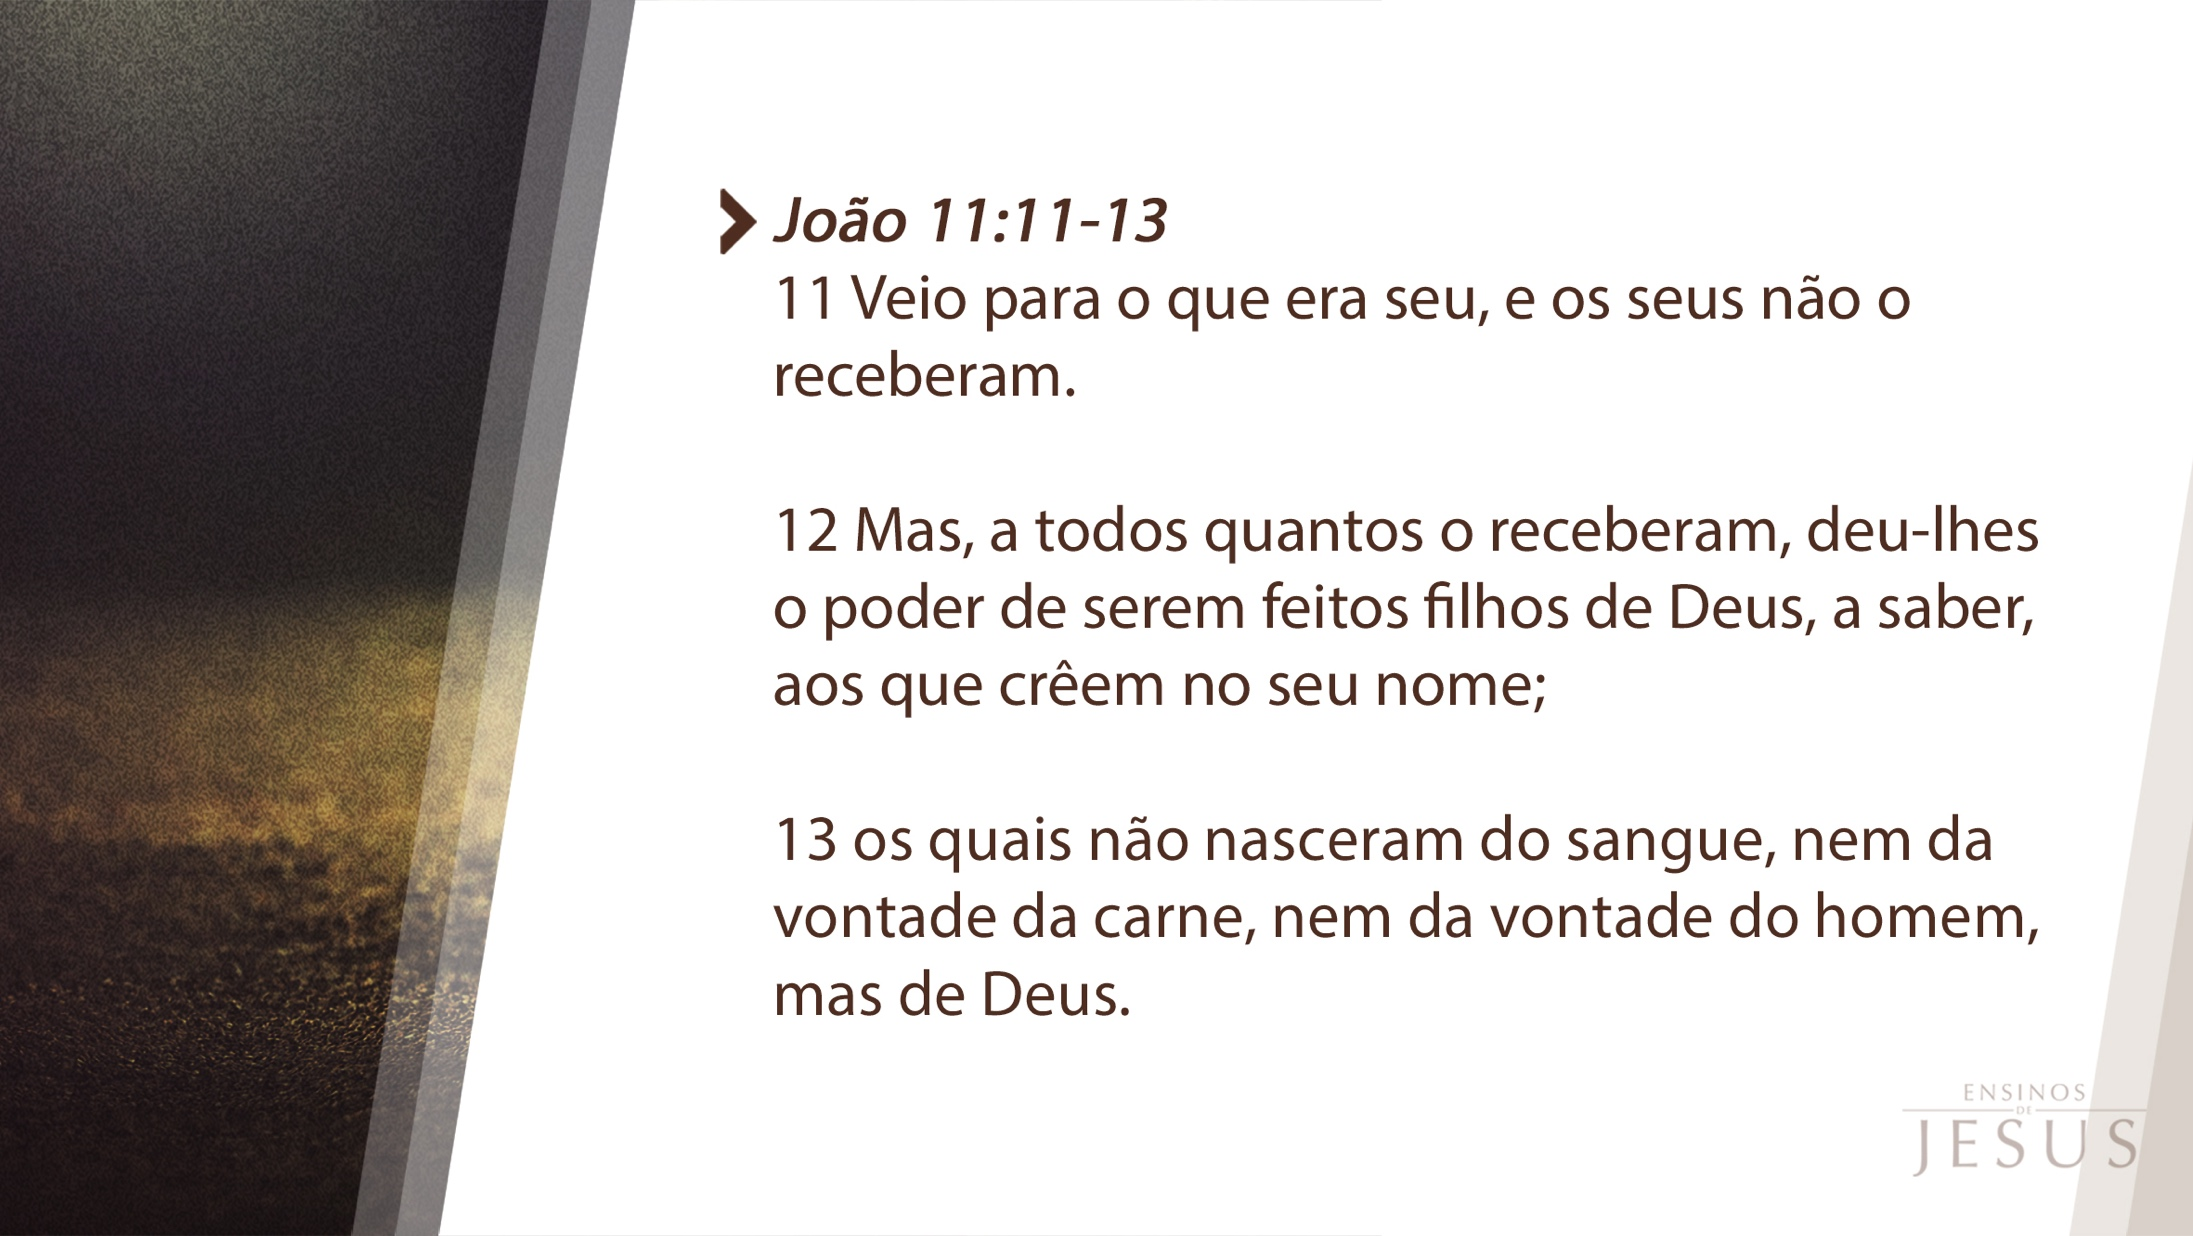 João 11:11-13
11 Veio para o que era seu, e os seus não o
receberam.
12 Mas, a todos quantos o receberam, deu-lhes
o poder de serem feitos filhos de Deus, a saber,
aos que crêem no seu nome;
13 os quais não nasceram do sangue, nem da
vontade da carne, nem da vontade do homem,
mas de Deus.
ENSINOS
DE
JESUS